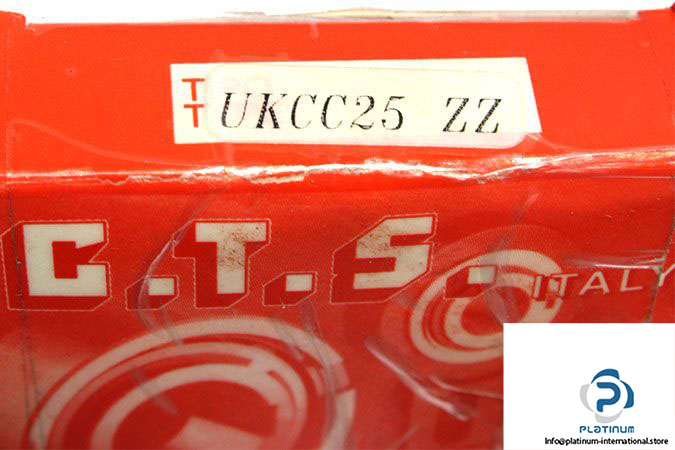 TT
UKCC25 ZZ
C.T.S.
ITALY
PLATINUM
Info@platinum-international.store